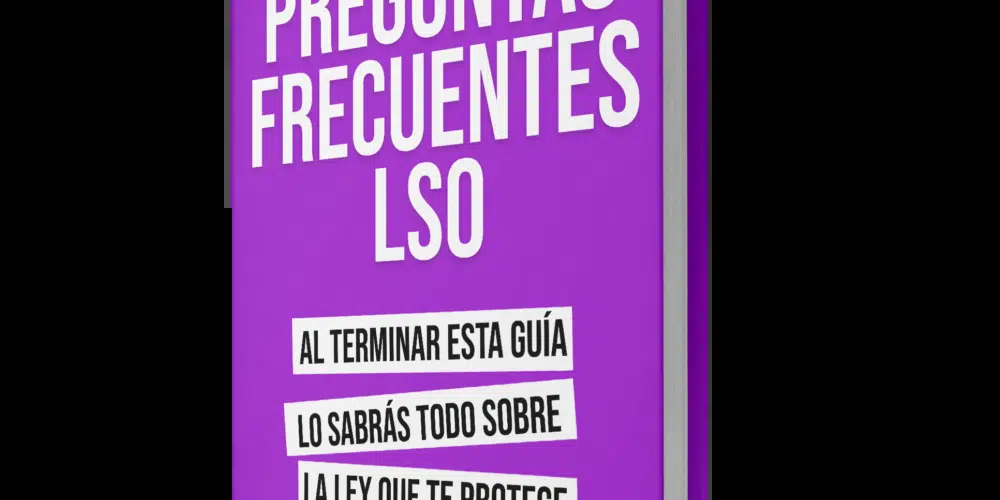 PREGUNTAS
FRECUENTES
LSO
AL TERMINAR ESTA GUÍA
LO SABRÁS TODO SOBRE
LA LEY QUE TE PROTEGE